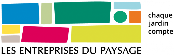 chaque
jardin
compte
LES ENTREPRISES DU PAYSAGE